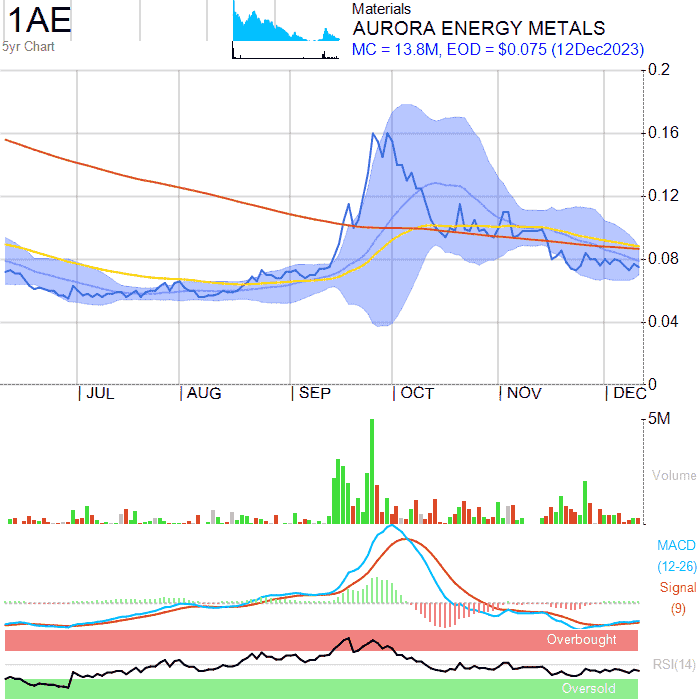 1AE
5yr Chart
Materials
AURORA ENERGY METALS
MC = 13.8M, EOD = $0.075 (12Dec2023)
0.2
0.16
0.12
0.08
0.04
0
| JUL
| AUG
| SEP
| OCT
| NOV
| DEC
5M
Volume
MACD
(12-26)
Signal
(9)
Overbought
RSI(14)
Oversold